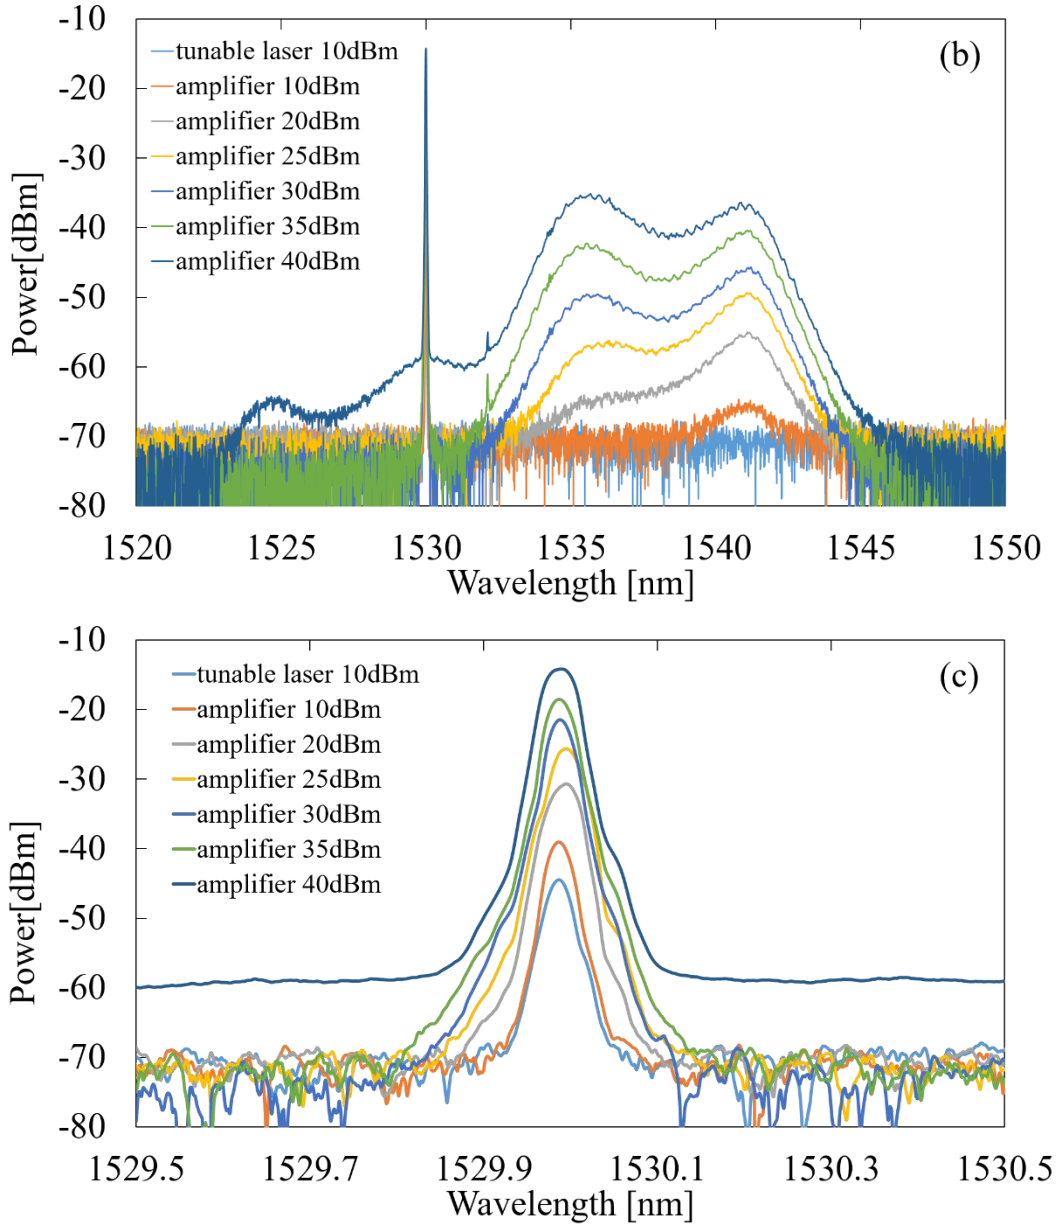 -10
(b)
tunable laser 10dBm
-20
amplifier 10dBm
amplifier 20dBm
-30
amplifier 25dBm
amplifier 30dBm
-40
amplifier 35dBm
amplifier 40dBm
-50
-60
-70
-80
Power[dBm]
1520 1525 1530 1535 1540 1545 1550
Wavelength [nm]
-10
(c)
tunable laser 10dBm
-20
amplifier 10dBm
amplifier 20dBm
-30
amplifier 25dBm
amplifier 30dBm
-40
amplifier 35dBm
amplifier 40dBm
-50
-60
-70
-80
Power[dBm]
1529.5 1529.7 1529.9 1530.1 1530.3 1530.5
Wavelength [nm]